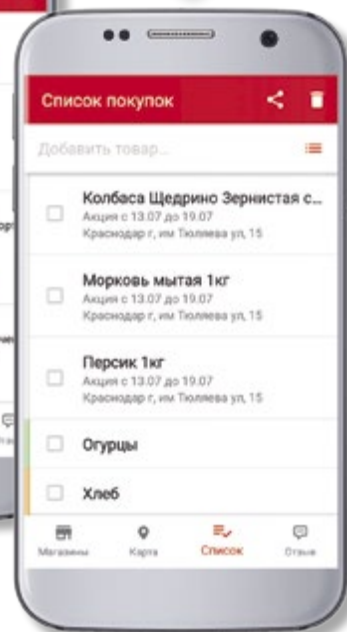 Список покупок
Добавить товар...
Колбаса Щедрино Зернистая с...
Акция с 13.07 до 19.07
Краснодар г, им Тюляева ул, 15
Морковь мытая 1кг
Акция с 13.07 до 19.07
Краснодар г, им Тюляева ул, 15
Персик 1кг
Акция с 13.07 до 19.07
Краснодар г, им Тюляева ул, 15
Огурцы
Хлеб
Магазины Карта Список Отзыв